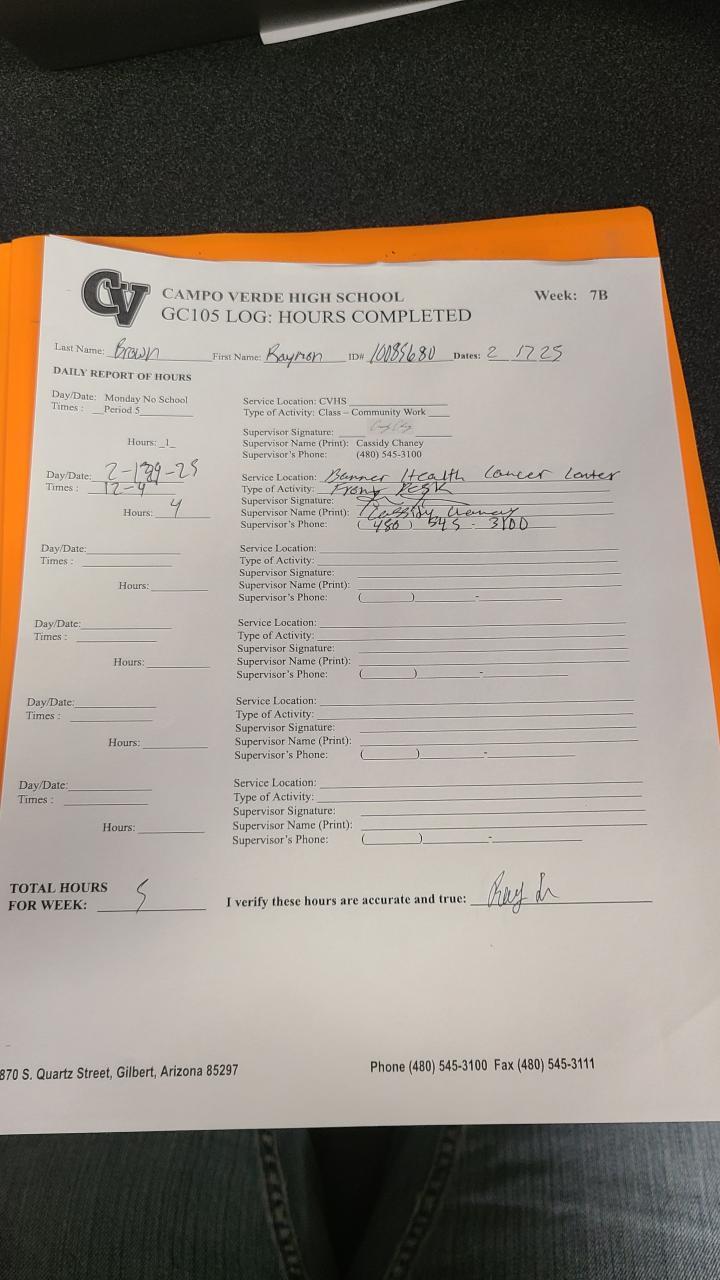 CV
CAMPO VERDE HIGH SCHOOL Week: 7B
GC105 LOG: HOURS COMPLETED
Last Name: Brown First Name: Raymon ID# 10085680 Dates: 2 1725
DAILY REPORT OF HOURS
Day/Date: Monday No School Service Location: CVHS
Times : Period 5 Type of Activity: Class – Community Work
Supervisor Signature:
Hours: 1 Supervisor Name (Print): Cassidy Chaney
Supervisor's Phone: (480) 545-3100
Day/Date: Service Location: Banner Health Cancer Center
Times : 12-4 Type of Activity: Front Desk
Supervisor Signature:
Hours: 4 Supervisor Name (Print): Cassidy Chaney
Supervisor's Phone: (480) 545-3100
Day/Date: Service Location:
Times : Type of Activity:
Supervisor Signature:
Hours: Supervisor Name (Print):
Supervisor's Phone: ( ) -
Day/Date: Service Location:
Times : Type of Activity:
Supervisor Signature:
Hours: Supervisor Name (Print):
Supervisor's Phone: ( ) -
Day/Date: Service Location:
Times : Type of Activity:
Supervisor Signature:
Hours: Supervisor Name (Print):
Supervisor's Phone: ( ) -
Day/Date: Service Location:
Times : Type of Activity:
Supervisor Signature:
Hours: Supervisor Name (Print):
Supervisor's Phone: ( ) -
TOTAL HOURS
FOR WEEK: 5 I verify these hours are accurate and true:
870 S. Quartz Street, Gilbert, Arizona 85297 Phone (480) 545-3100 Fax (480) 545-3111